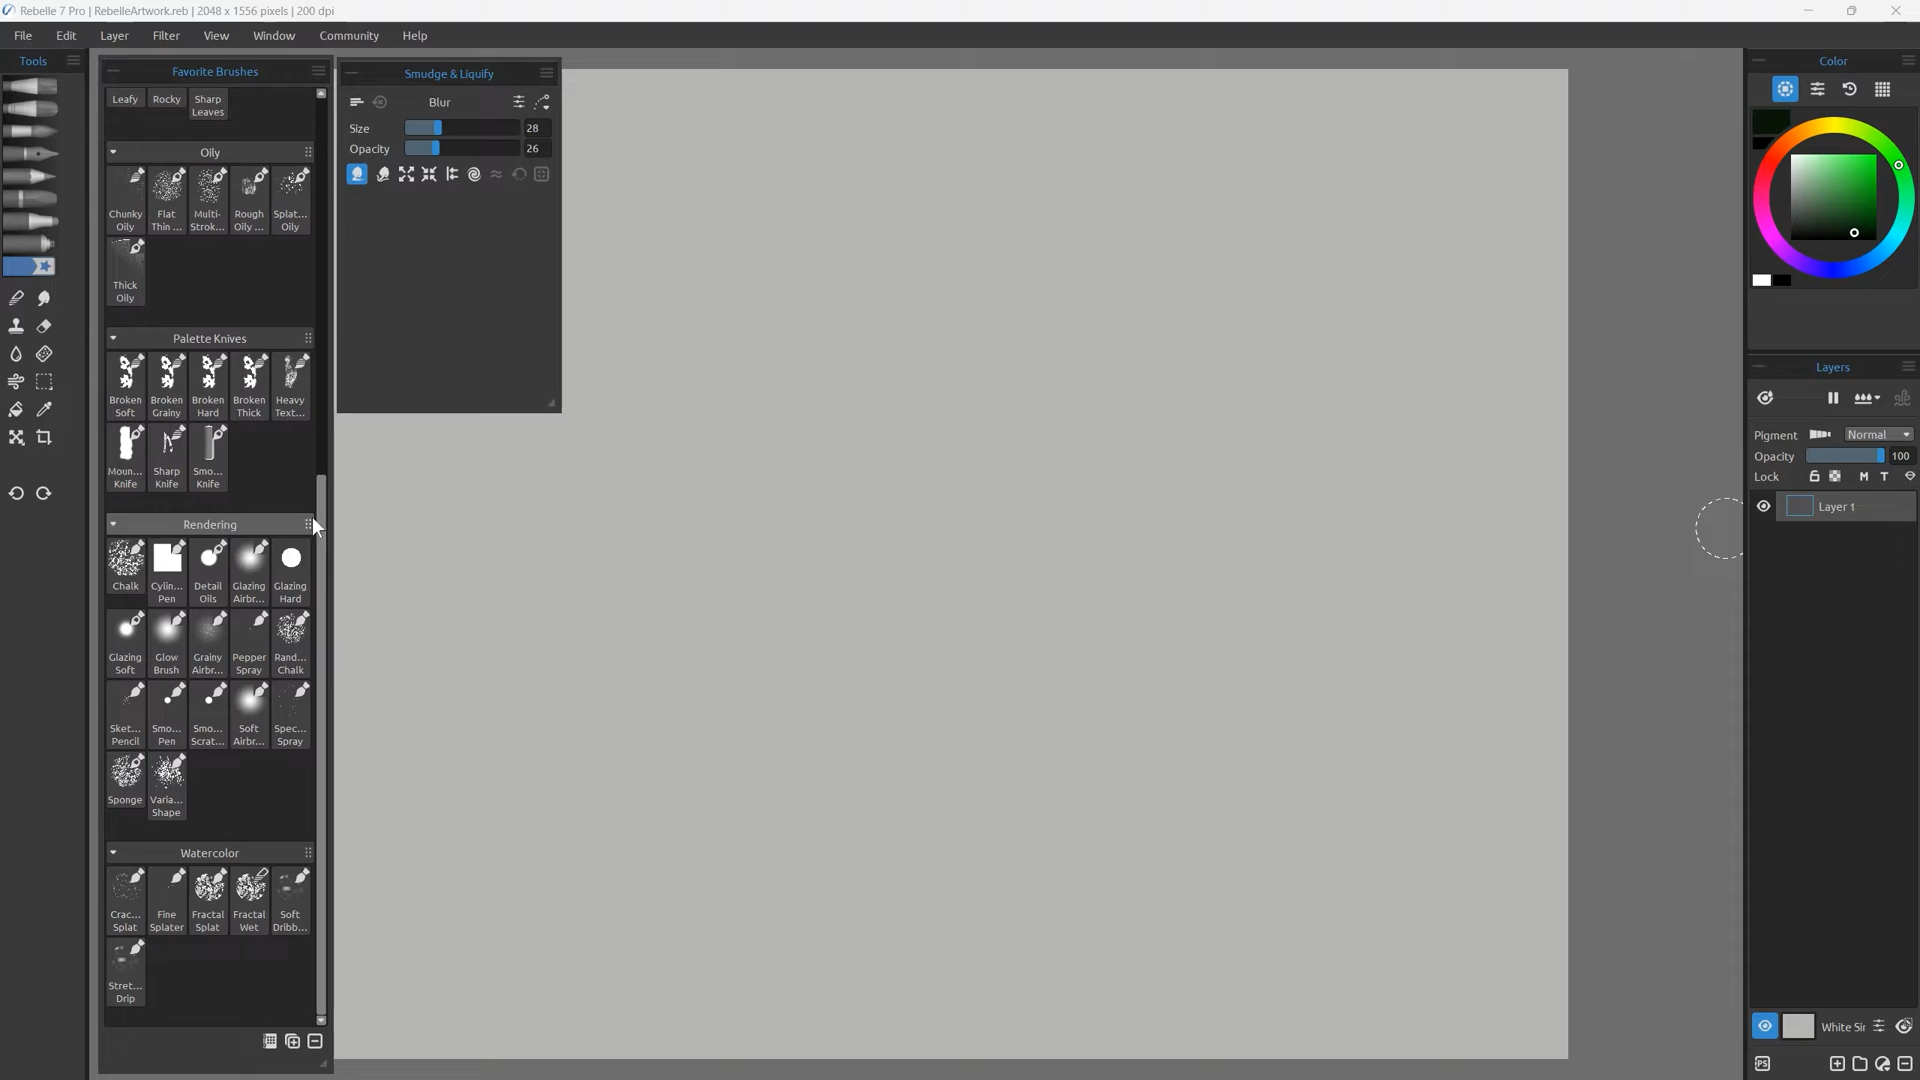 Rebelle 7 Pro | RebelleArtwork.reb | 2048 x 1556 pixels | 200 dpi
File Edit Layer Filter View Window Community Help
Tools
Favorite Brushes
Leafy Rocky Sharp
Leaves
Oily
Chunky Flat Multi- Rough Splat...
Oily Thin ... Strok... Oily ... Oily
Thick
Oily
Palette Knives
Broken Broken Broken Broken Heavy
Soft Grainy Hard Thick Text...
Moun... Sharp Smo...
Knife Knife Knife
Rendering
Chalk Cylin... Detail Glazing Glazing
Pen Oils Airbr... Hard
Glazing Glow Grainy Pepper Rand...
Soft Brush Airbr... Spray Chalk
Sket... Smo... Smo... Soft Spec...
Pencil Pen Scrat... Airbr... Spray
Sponge Varia...
Shape
Watercolor
Crac... Fine Fractal Fractal Soft
Splat Splater Splat Wet Dribb...
Stret...
Drip
Smudge & Liquify
Blur
Size 28
Opacity 26
Color
Layers
Pigment Normal
Opacity 100
Lock M T
Layer 1
White Sir
PS